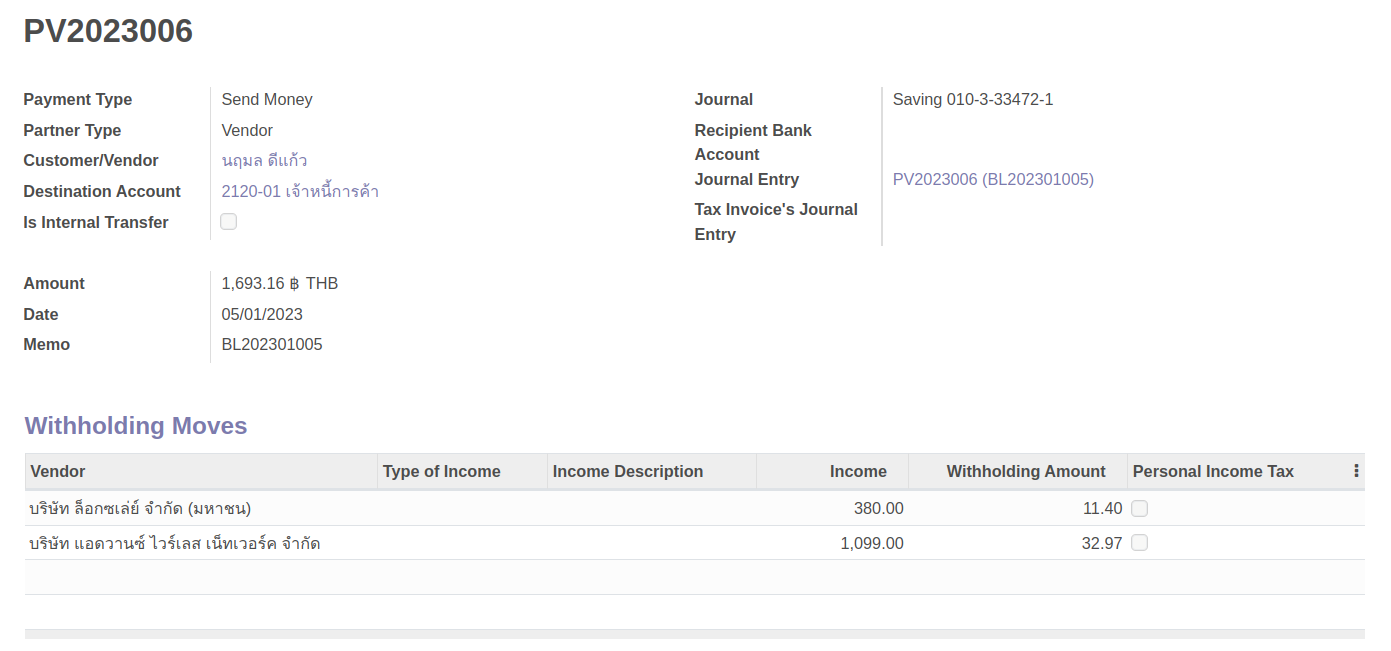 PV2023006
Payment Type Send Money
Partner Type Vendor
Customer/Vendor นฤมล ดีแก้ว
Destination Account 2120-01 เจ้าหนี้การค้า
Is Internal Transfer
Journal Saving 010-3-33472-1
Recipient Bank
Account
Journal Entry PV2023006 (BL202301005)
Tax Invoice's Journal
Entry
Amount 1,693.16 ฿ THB
Date 05/01/2023
Memo BL202301005
Withholding Moves
Vendor Type of Income Income Description Income Withholding Amount Personal Income Tax
บริษัท ล็อกซเล่ย์ จำกัด (มหาชน) 380.00 11.40
บริษัท แอดวานซ์ ไวร์เลส เน็ทเวอร์ค จำกัด 1,099.00 32.97